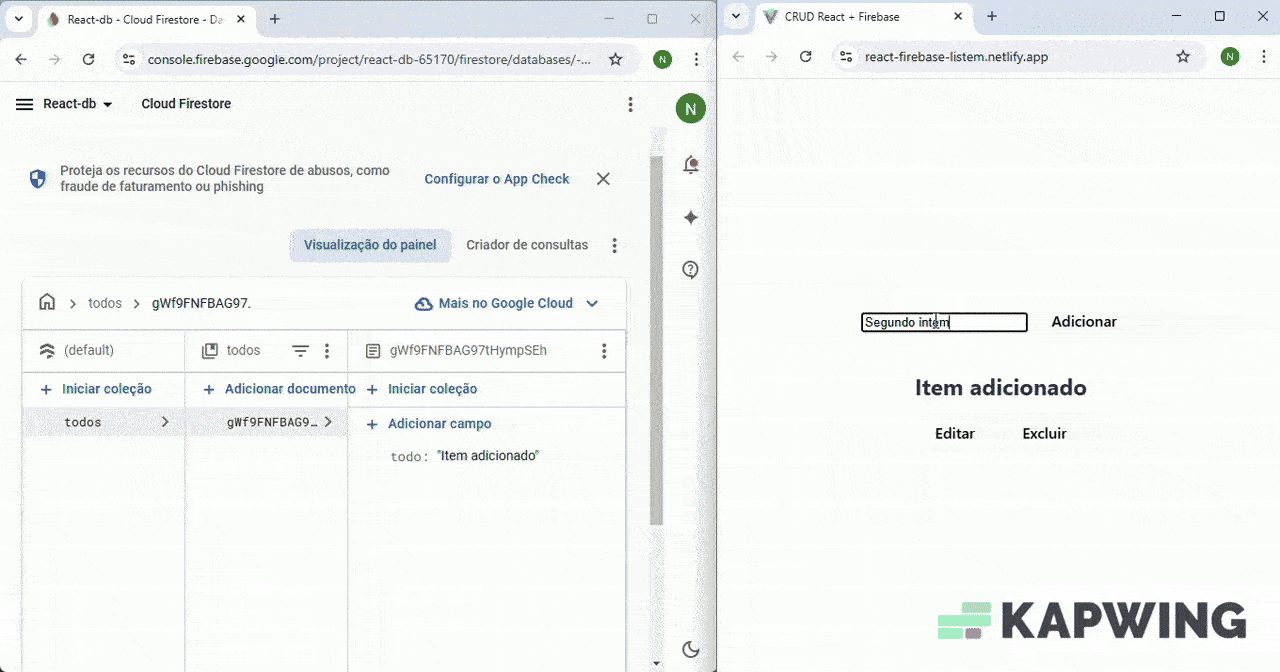 React-db - Cloud Firestore - Da
console.firebase.google.com/project/react-db-65170/firestore/databases/-...
N
React-db
Cloud Firestore
N
Proteja os recursos do Cloud Firestore de abusos, como
fraude de faturamento ou phishing
Configurar o App Check
Visualização do painel
Criador de consultas
todos
gWf9FNFBAG97.
Mais no Google Cloud
(default)
todos
gWf9FNFBAG97tHympSEh
+ Iniciar coleção
+ Adicionar documento
+ Iniciar coleção
todos
gWf9FNFBAG9…
+ Adicionar campo
todo: "Item adicionado"
CRUD React + Firebase
react-firebase-listem.netlify.app
N
Segundo intem
Adicionar
Item adicionado
Editar
Excluir
KAPWING